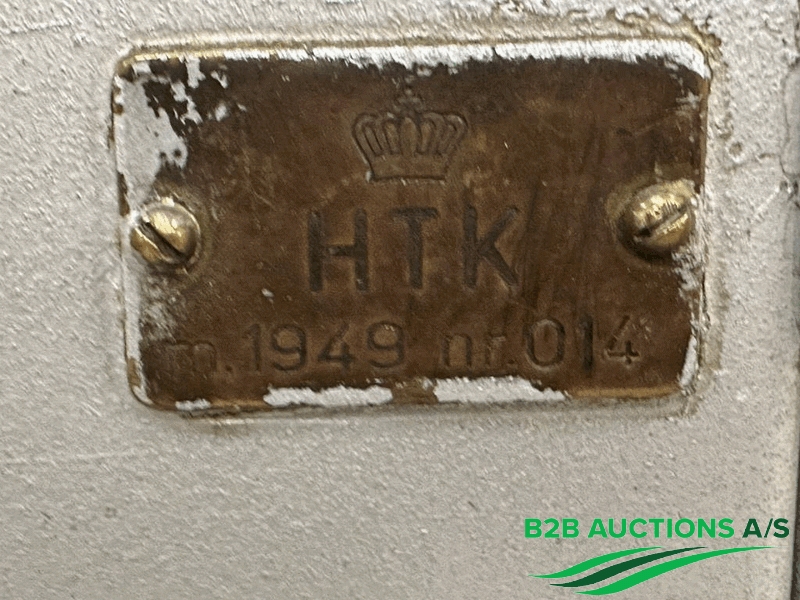 HTK
m.1949 nr.014
B2B AUCTIONS A/S